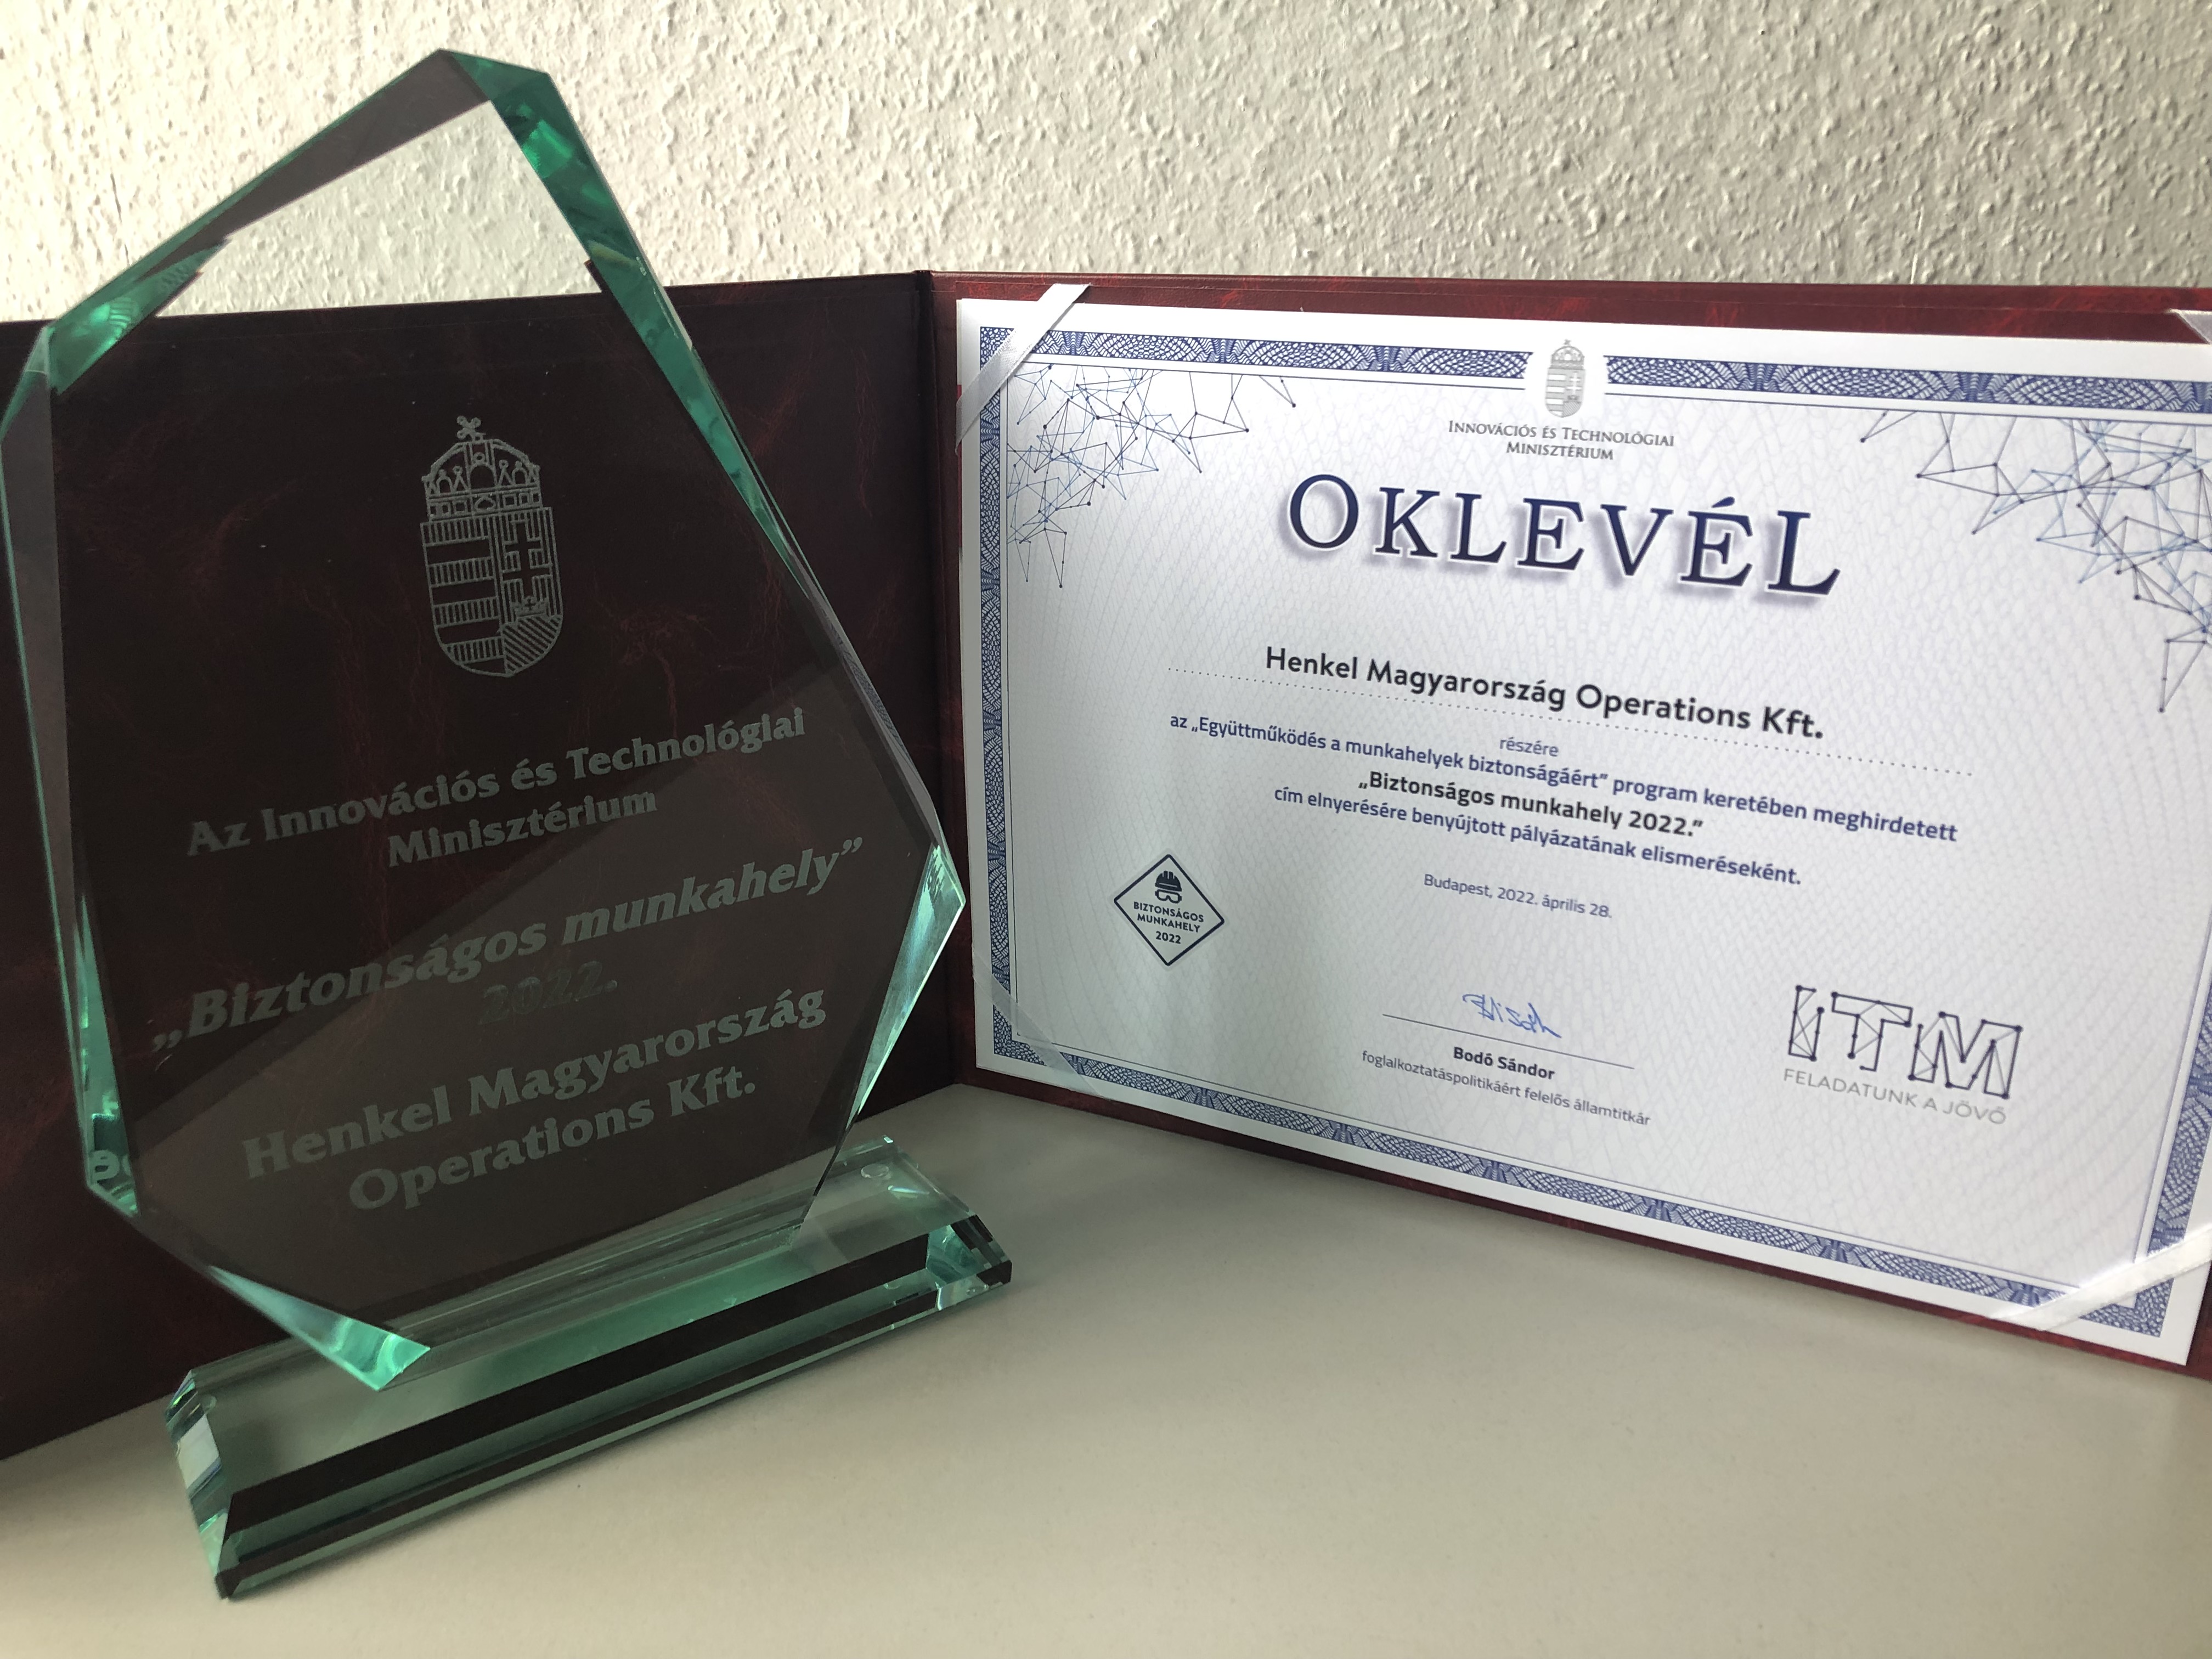 Az Innovációs és Technológiai
Minisztérium
„Biztonságos munkahely”
2022.
Henkel Magyarország
Operations Kft.
INNOVÁCIÓS ÉS TECHNOLÓGIAI
MINISZTÉRIUM
OKLEVÉL
Henkel Magyarország Operations Kft.
részére
az „Együttműködés a munkahelyek biztonságáért” program keretében meghirdetett
„Biztonságos munkahely 2022.”
cím elnyerésére benyújtott pályázatának elismeréseként.
Budapest, 2022. április 28.
BIZTONSÁGOS
MUNKAHELY
2022
Bodó Sándor
foglalkoztatáspolitikáért felelős államtitkár
ITM
FELADATUNK A JÖVŐ